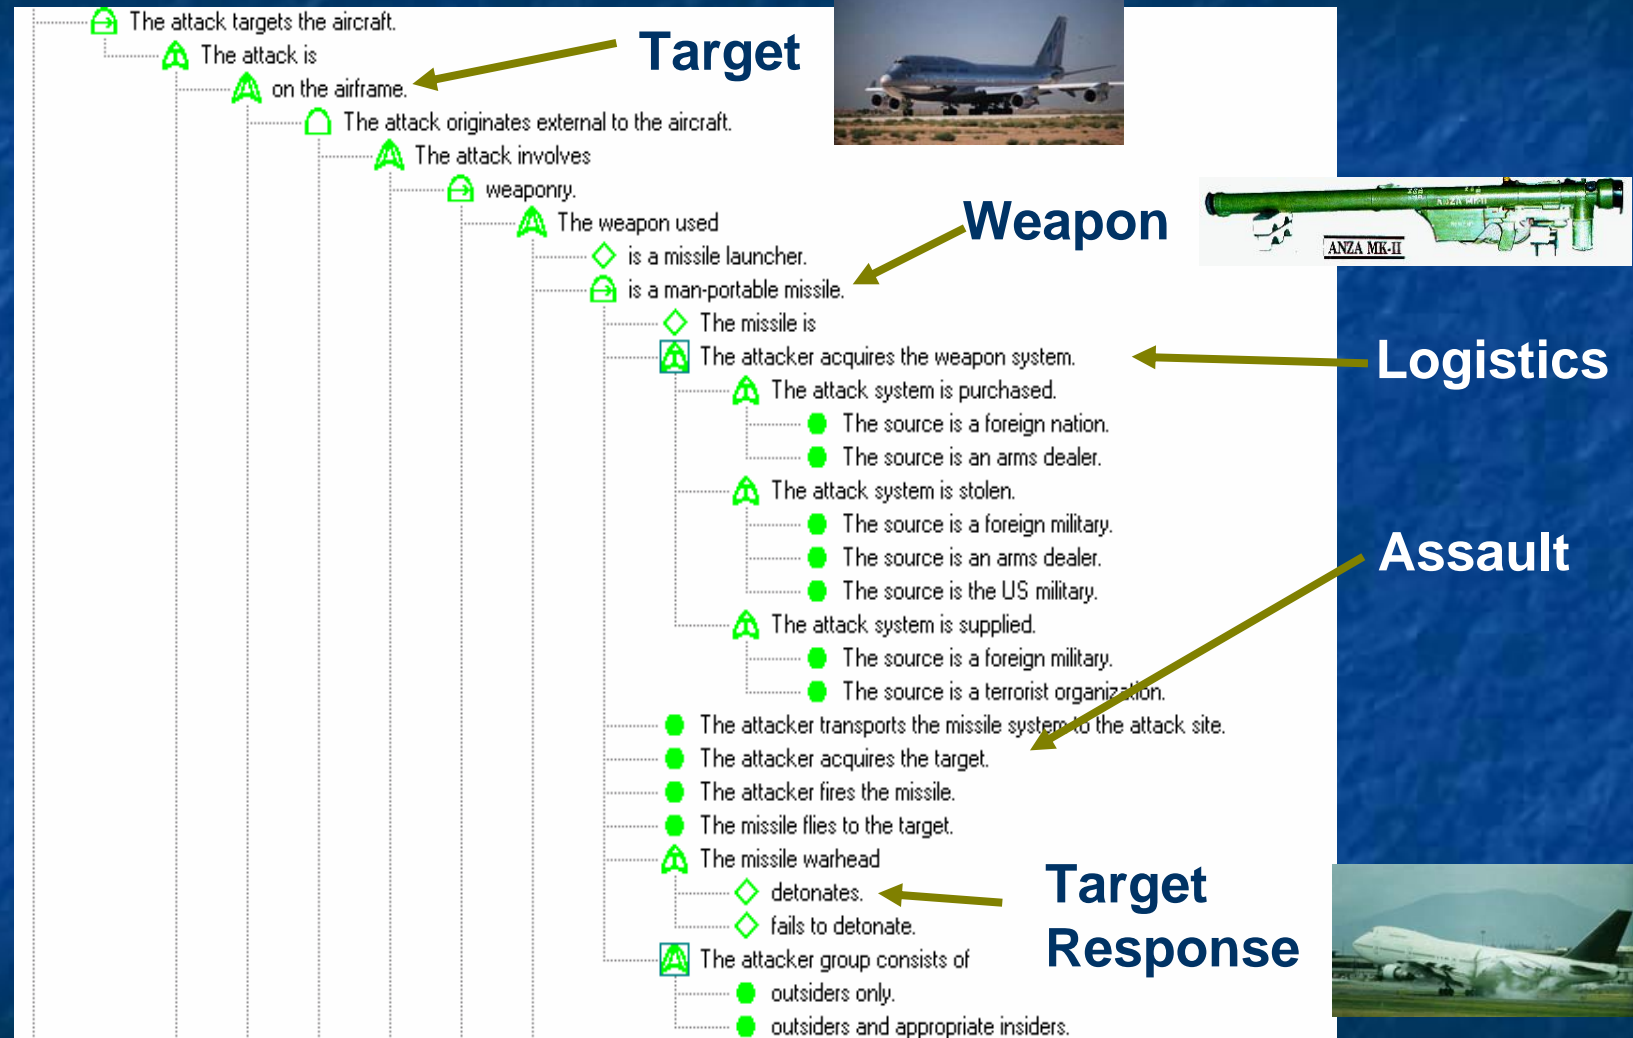 The attack targets the aircraft.
The attack is
on the airframe.
Target
The attack originates external to the aircraft.
The attack involves
weaponry.
The weapon used
Weapon
ANZA MK-II
ANZA MK-II
is a missile launcher.
is a man-portable missile.
The missile is
The attacker acquires the weapon system.
Logistics
The attack system is purchased.
The source is a foreign nation.
The source is an arms dealer.
The attack system is stolen.
The source is a foreign military.
The source is an arms dealer.
Assault
The source is the US military.
The attack system is supplied.
The source is a foreign military.
The source is a terrorist organization.
The attacker transports the missile system to the attack site.
The attacker acquires the target.
The attacker fires the missile.
The missile flies to the target.
The missile warhead
detonates.
fails to detonate.
Target
Response
The attacker group consists of
outsiders only.
outsiders and appropriate insiders.